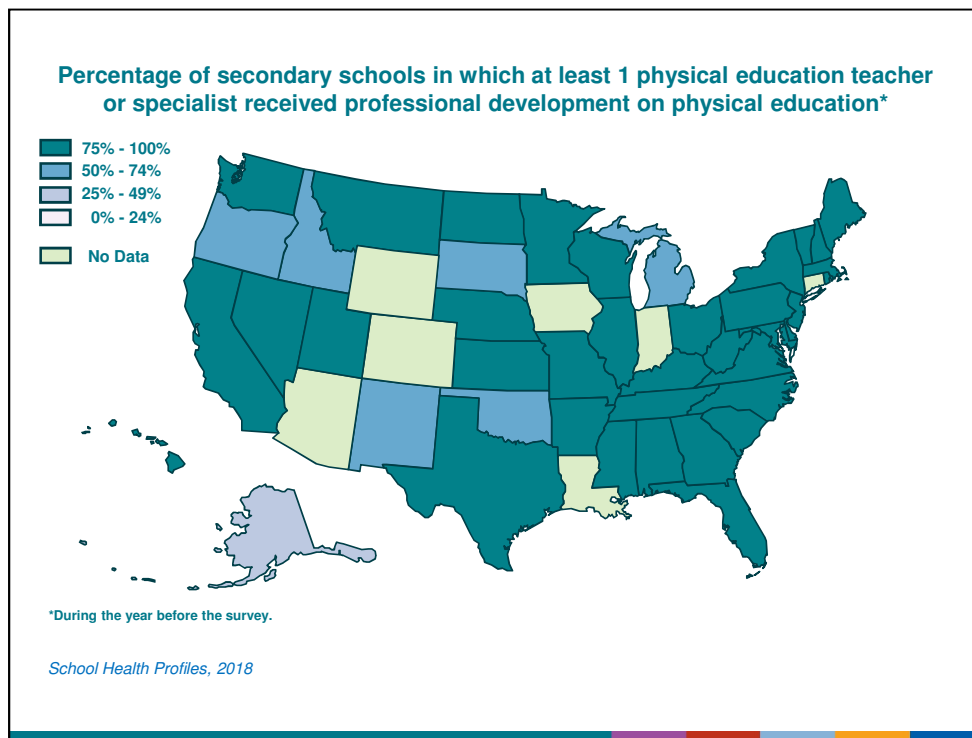 Percentage of secondary schools in which at least 1 physical education teacher
or specialist received professional development on physical education*
75% - 100%
50% - 74%
25% - 49%
0% - 24%
No Data
*During the year before the survey.
School Health Profiles, 2018